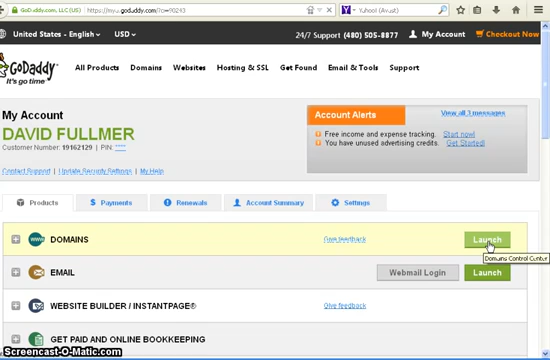 GoDaddy.com, LLC (US)
https://mya.godaddy.com/?ci=90243
Yahoo! (Avast)
United States - English
USD
24/7 Support (480) 505-8877
My Account
Checkout Now
GoDaddy
It's go time
All Products
Domains
Websites
Hosting & SSL
Get Found
Email & Tools
Support
My Account
DAVID FULLMER
Customer Number: 19162129 | PIN: ****
Contact Support | Update Security Settings | My Help
Account Alerts
View all 3 messages
Free income and expense tracking. Start now!
You have unused advertising credits. Get Started!
Products
Payments
Renewals
Account Summary
Settings
www
DOMAINS
Give feedback
Launch
Domains Control Center
EMAIL
Webmail Login
Launch
WEBSITE BUILDER / INSTANTPAGE®
Give feedback
GET PAID AND ONLINE BOOKKEEPING
Screencast-O-Matic.com